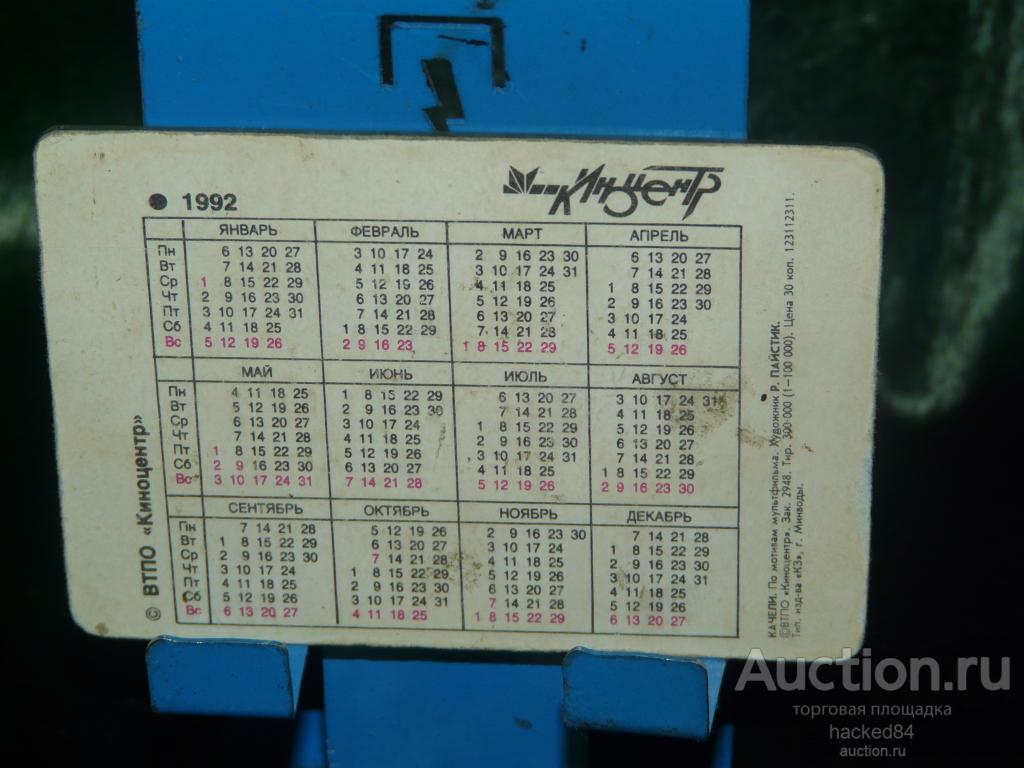 1992
Киноцентр
ЯНВАРЬ ФЕВРАЛЬ МАРТ АПРЕЛЬ
Пн 6 13 20 27 3 10 17 24 2 9 16 23 30 6 13 20 27
Вт 7 14 21 28 4 11 18 25 3 10 17 24 31 7 14 21 28
Ср 1 8 15 22 29 5 12 19 26 4 11 18 25 1 8 15 22 29
Чт 2 9 16 23 30 6 13 20 27 5 12 19 26 2 9 16 23 30
Пт 3 10 17 24 31 7 14 21 28 6 13 20 27 3 10 17 24
Сб 4 11 18 25 1 8 15 22 29 7 14 21 28 4 11 18 25
Вс 5 12 19 26 2 9 16 23 1 8 15 22 29 5 12 19 26
МАЙ ИЮНЬ ИЮЛЬ АВГУСТ
Пн 4 11 18 25 1 8 15 22 29 6 13 20 27 3 10 17 24 31
Вт 5 12 19 26 2 9 16 23 30 7 14 21 28 4 11 18 25
Ср 6 13 20 27 3 10 17 24 1 8 15 22 29 5 12 19 26
Чт 7 14 21 28 4 11 18 25 2 9 16 23 30 6 13 20 27
Пт 1 8 15 22 29 5 12 19 26 3 10 17 24 31 7 14 21 28
Сб 2 9 16 23 30 6 13 20 27 4 11 18 25 1 8 15 22 29
Вс 3 10 17 24 31 7 14 21 28 5 12 19 26 2 9 16 23 30
СЕНТЯБРЬ ОКТЯБРЬ НОЯБРЬ ДЕКАБРЬ
Пн 7 14 21 28 5 12 19 26 2 9 16 23 30 7 14 21 28
Вт 1 8 15 22 29 6 13 20 27 3 10 17 24 1 8 15 22 29
Ср 2 9 16 23 30 7 14 21 28 4 11 18 25 2 9 16 23 30
Чт 3 10 17 24 1 8 15 22 29 5 12 19 26 3 10 17 24 31
Пт 4 11 18 25 2 9 16 23 30 6 13 20 27 4 11 18 25
Сб 5 12 19 26 3 10 17 24 31 7 14 21 28 5 12 19 26
Вс 6 13 20 27 4 11 18 25 1 8 15 22 29 6 13 20 27
© ВТПО «Киноцентр»
КАЧЕЛИ. По мотивам мультфильма. Художник Р. ПАЙСТИК.
©ВТПО «Киноцентр». Зак. 2948. Тир. 300 000 (1—100 000). Цена 30 коп. 123112311.
Тип. изд-ва «КЗ», г. Минводы.
Auction.ru
торговая площадка
hacked84
auction.ru